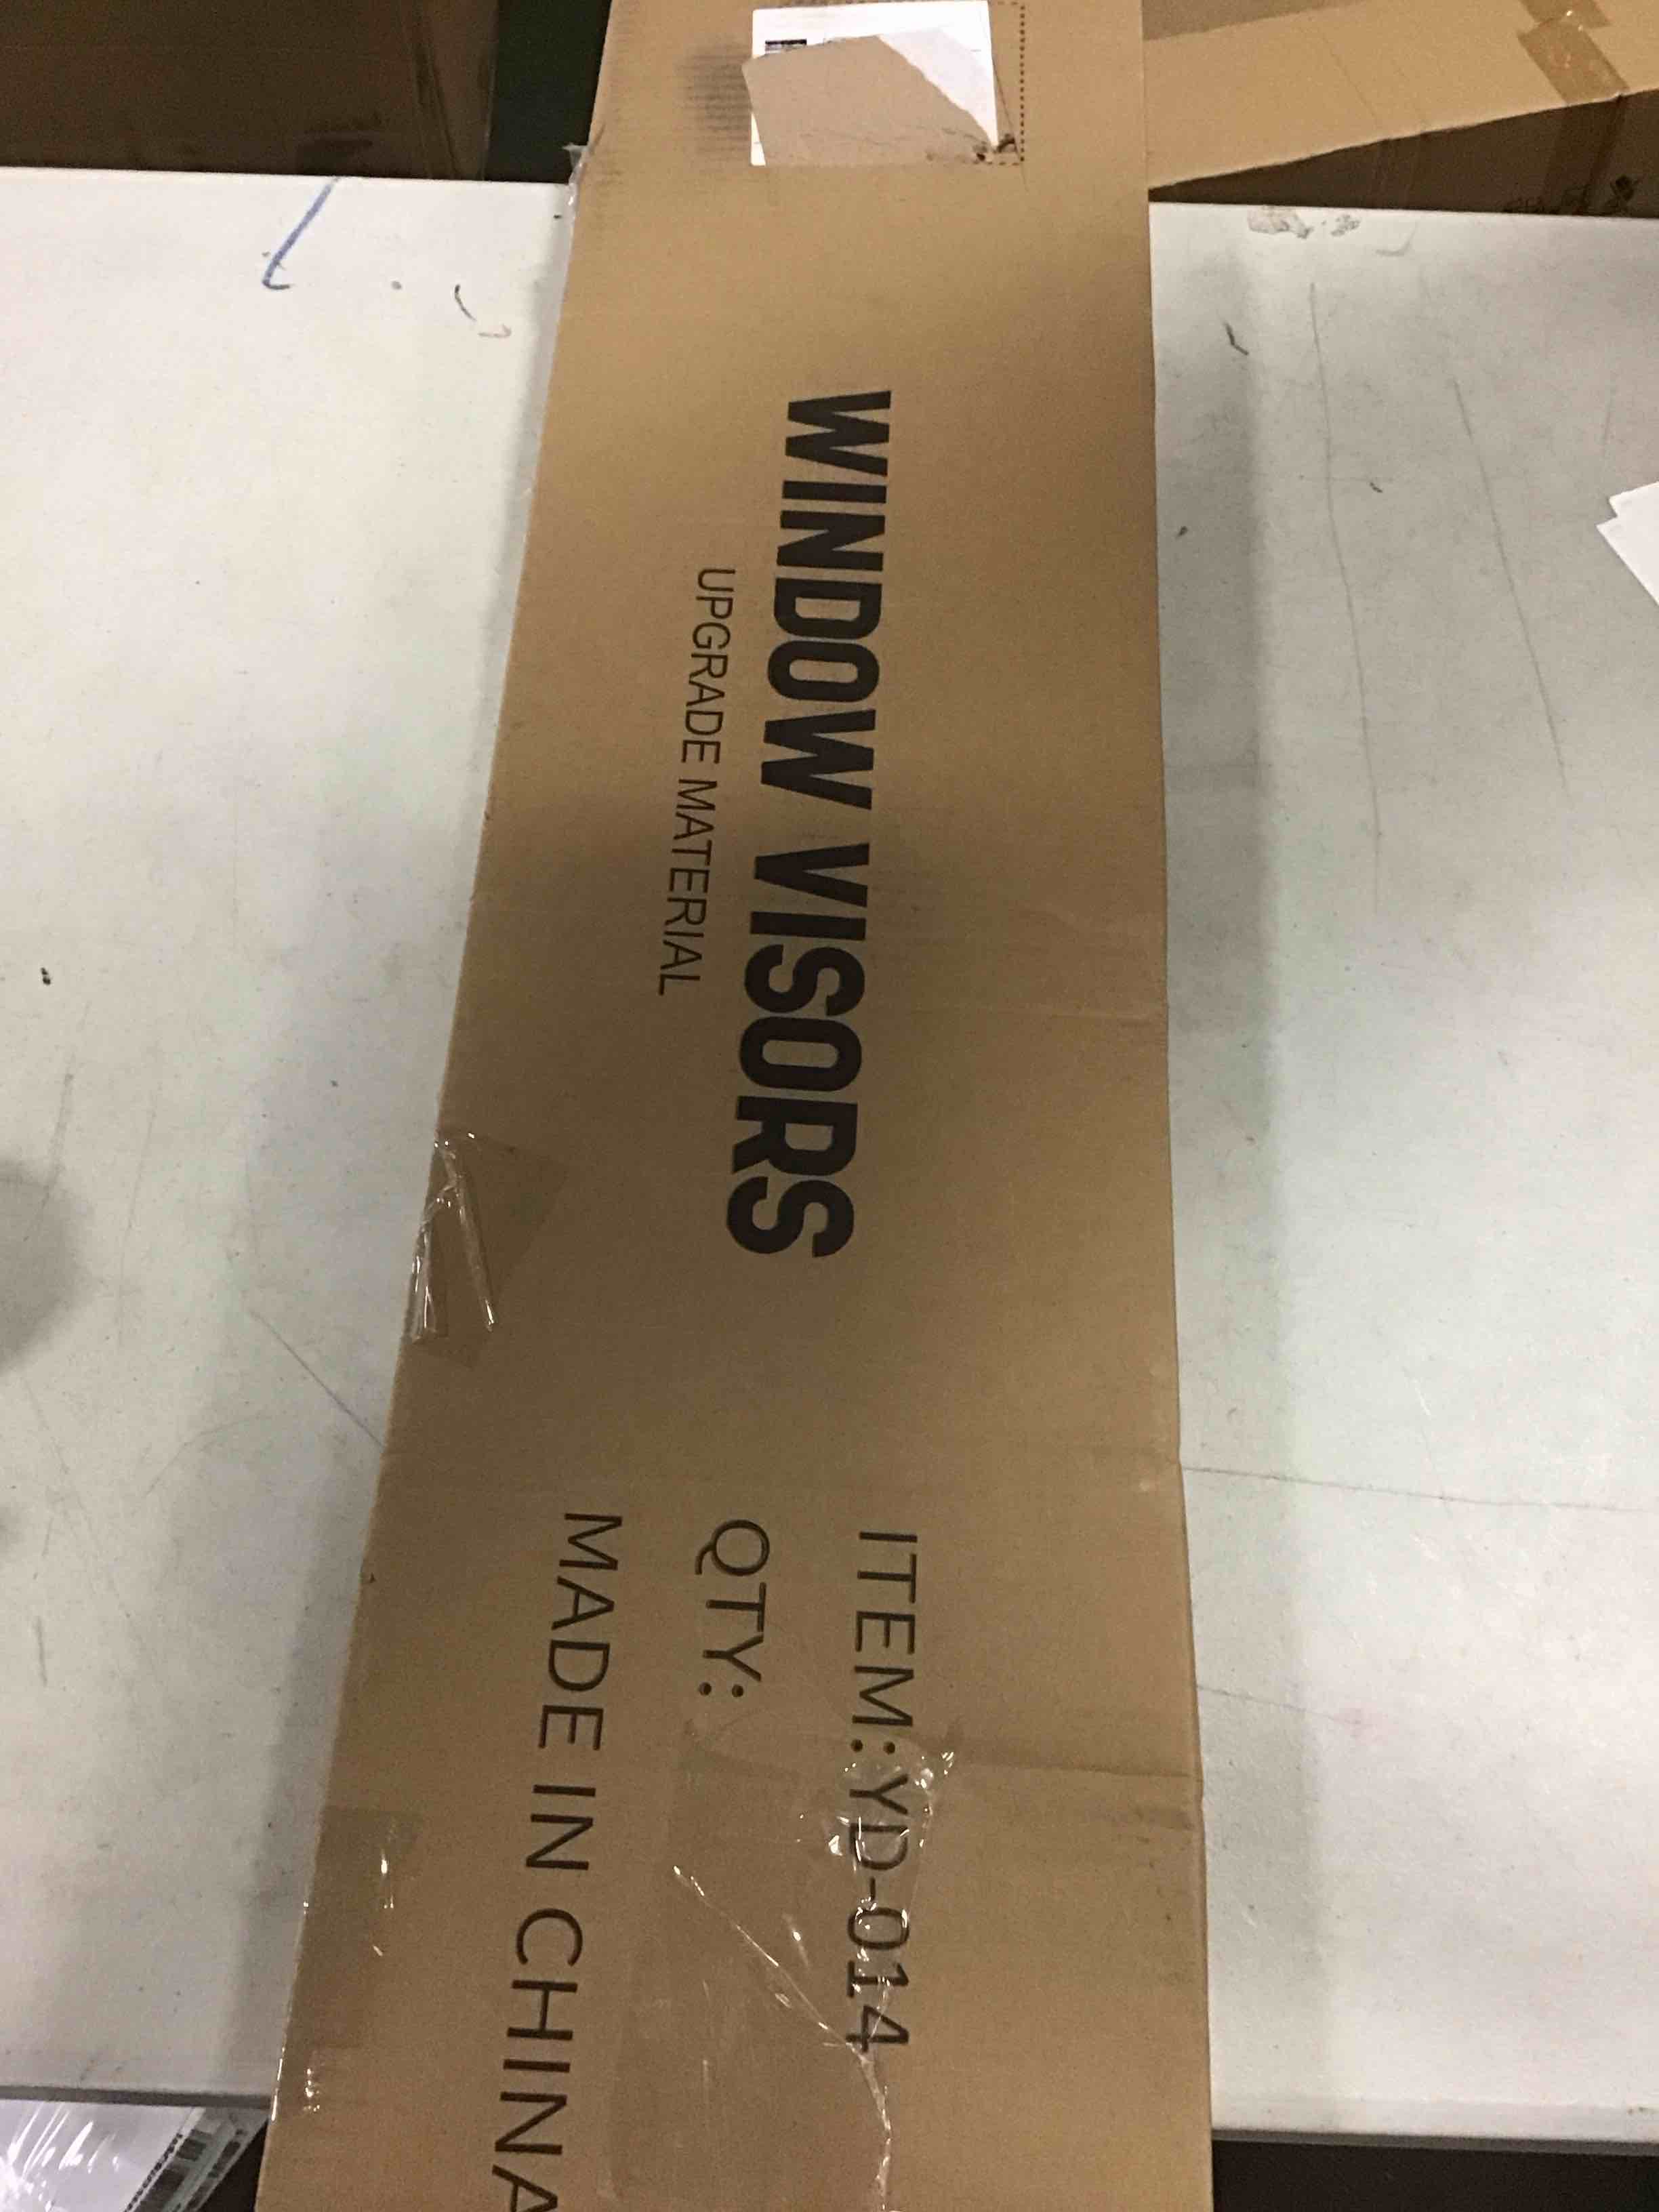 WINDOW VISORS
UPGRADE MATERIAL
ITEM:YD-014
QTY:
MADE IN CHINA